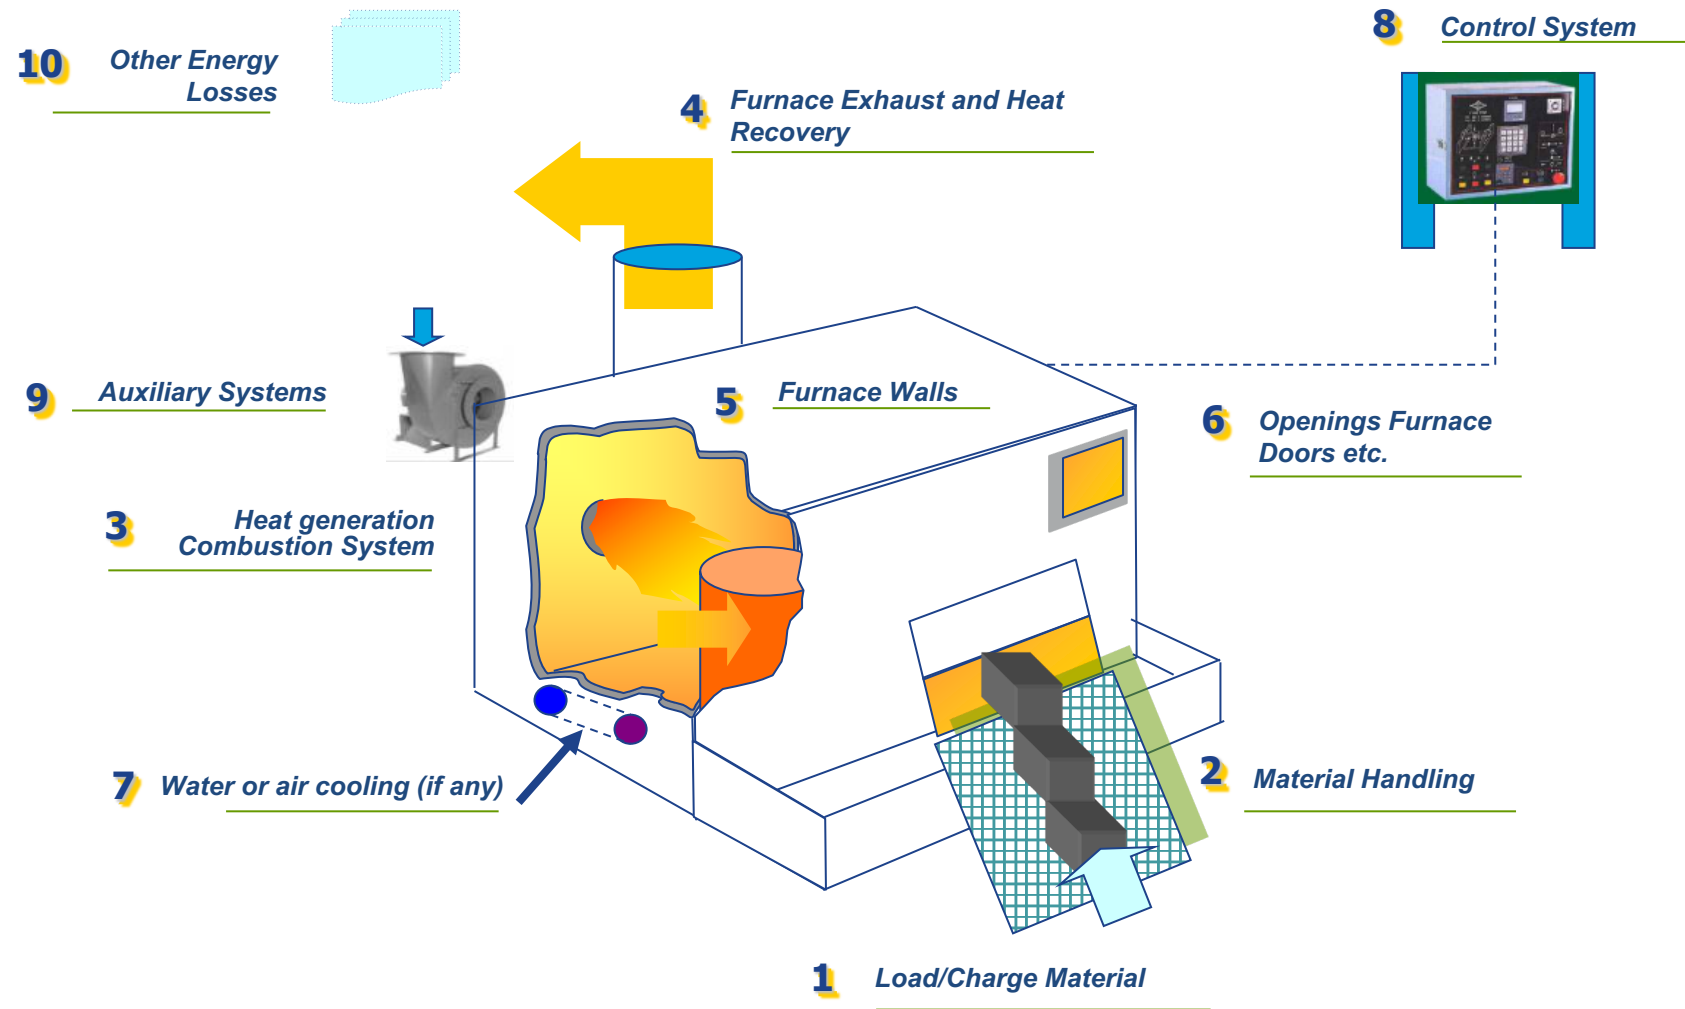 10
Other Energy
Losses
4
Furnace Exhaust and Heat
Recovery
8
Control System
9
Auxiliary Systems
5
Furnace Walls
6
Openings Furnace
Doors etc.
3
Heat generation
Combustion System
7
Water or air cooling (if any)
2
Material Handling
1
Load/Charge Material